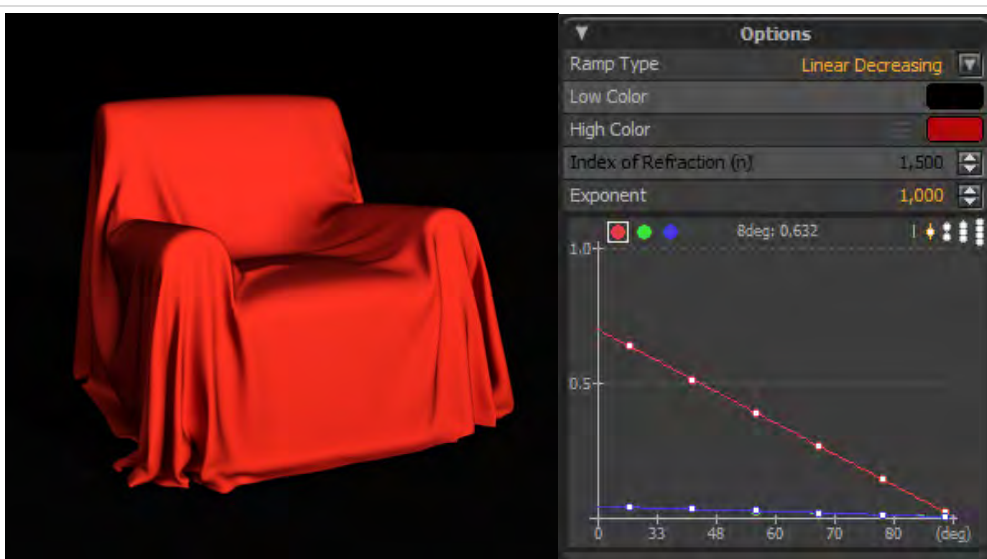 Options
Ramp Type Linear Decreasing
Low Color
High Color
Index of Refraction (n) 1,500
Exponent 1,000
8deg: 0,632
1.0
0.5
0 33 48 60 70 80 (deg)